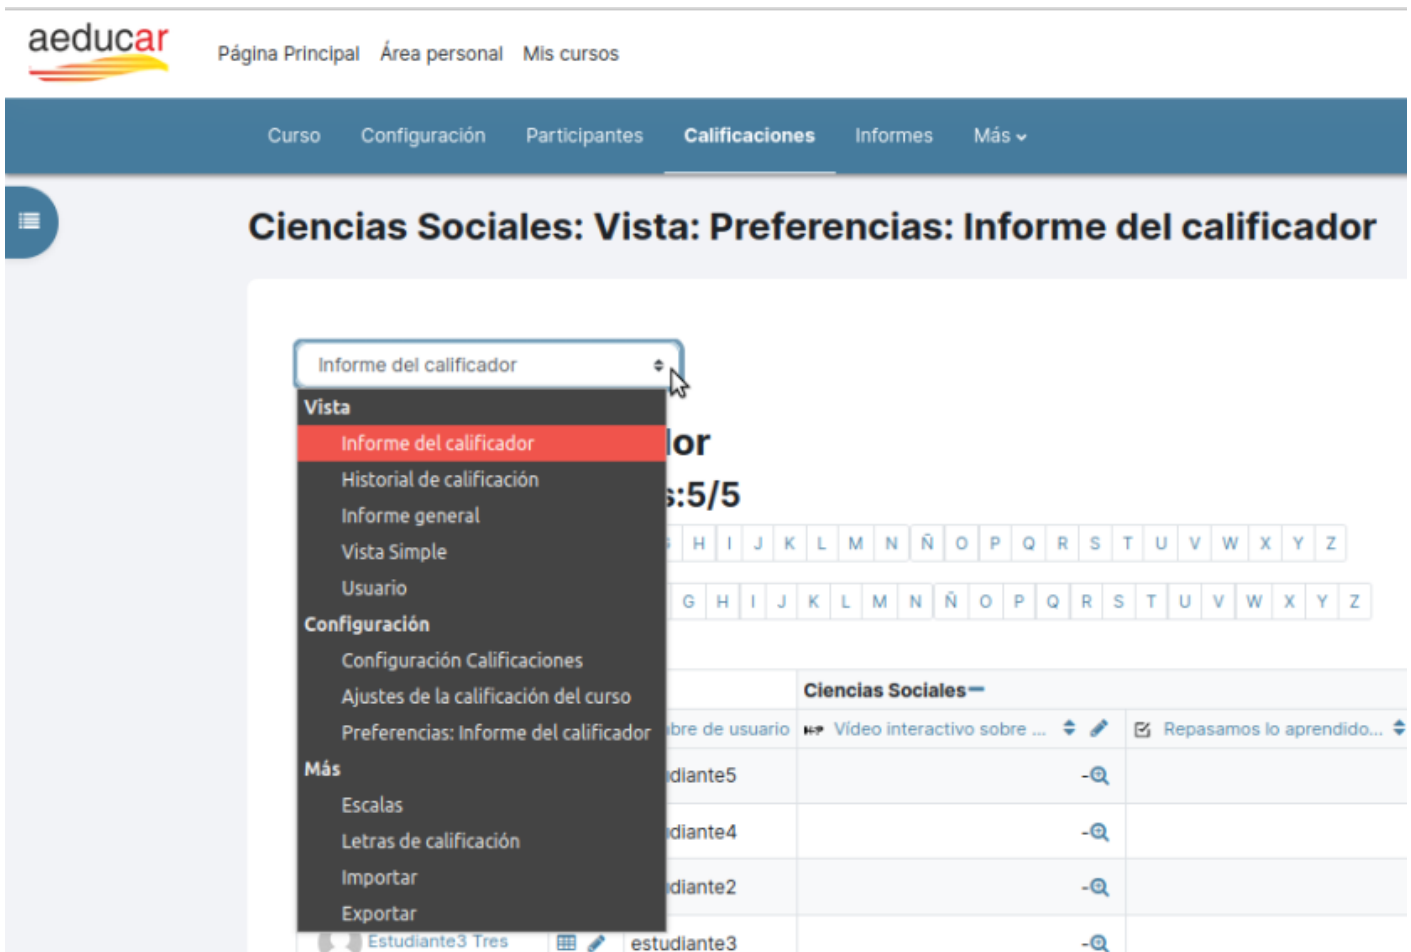 aeducar
Página Principal Área personal Mis cursos
Curso Configuración Participantes Calificaciones Informes Más
Ciencias Sociales: Vista: Preferencias: Informe del calificador
Informe del calificador
Vista
Informe del calificador
Historial de calificación
Informe general
Vista Simple
Usuario
Configuración
Configuración Calificaciones
Ajustes de la calificación del curso
Preferencias: Informe del calificador
Más
Escalas
Letras de calificación
Importar
Exportar
or
:5/5
H I J K L M N Ñ O P Q R S T U V W X Y Z
G H I J K L M N Ñ O P Q R S T U V W X Y Z
Ciencias Sociales
bre de usuario H5P Vídeo interactivo sobre ... Repasamos lo aprendido...
diante5 -
diante4 -
diante2 -
Estudiante3 Tres estudiante3 -